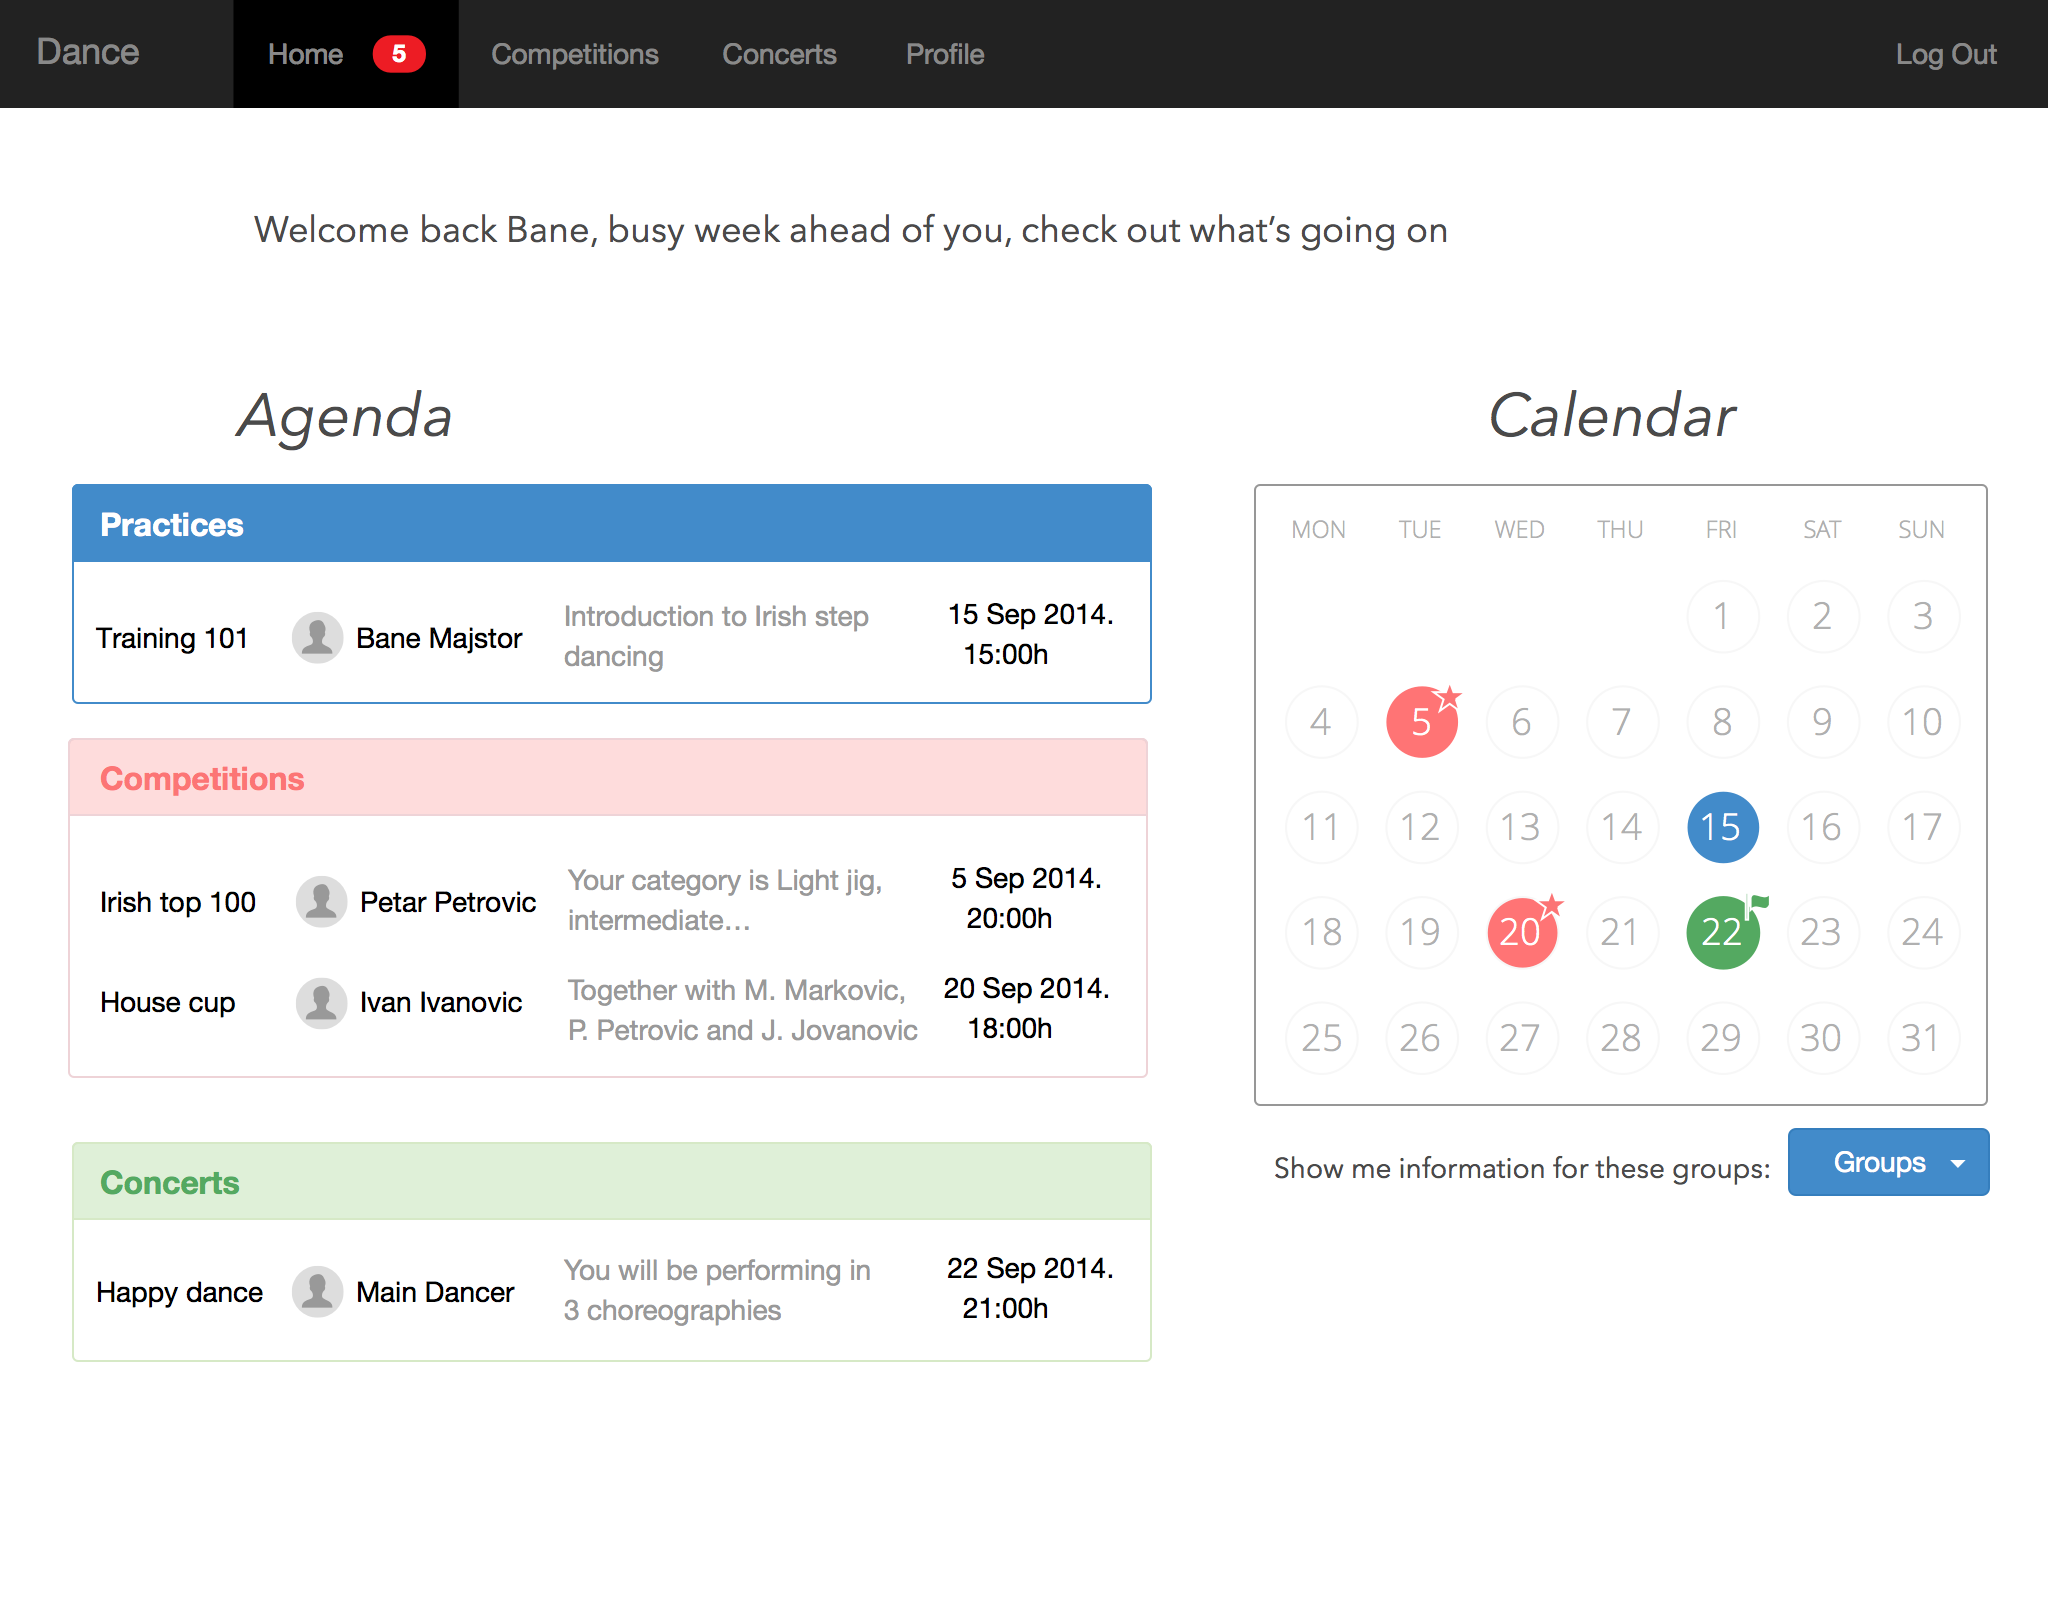 Dance Home 5 Competitions Concerts Profile Log Out
Welcome back Bane, busy week ahead of you, check out what's going on
Agenda
Practices
Training 101 Bane Majstor Introduction to Irish step 15 Sep 2014.
dancing 15:00h
Competitions
Irish top 100 Petar Petrovic Your category is Light jig, 5 Sep 2014.
intermediate... 20:00h
House cup Ivan Ivanovic Together with M. Markovic, 20 Sep 2014.
P. Petrovic and J. Jovanovic 18:00h
Concerts
Happy dance Main Dancer You will be performing in 22 Sep 2014.
3 choreographies 21:00h
Calendar
MON TUE WED THU FRI SAT SUN
1 2 3
4 5 6 7 8 9 10
11 12 13 14 15 16 17
18 19 20 21 22 23 24
25 26 27 28 29 30 31
Show me information for these groups: Groups